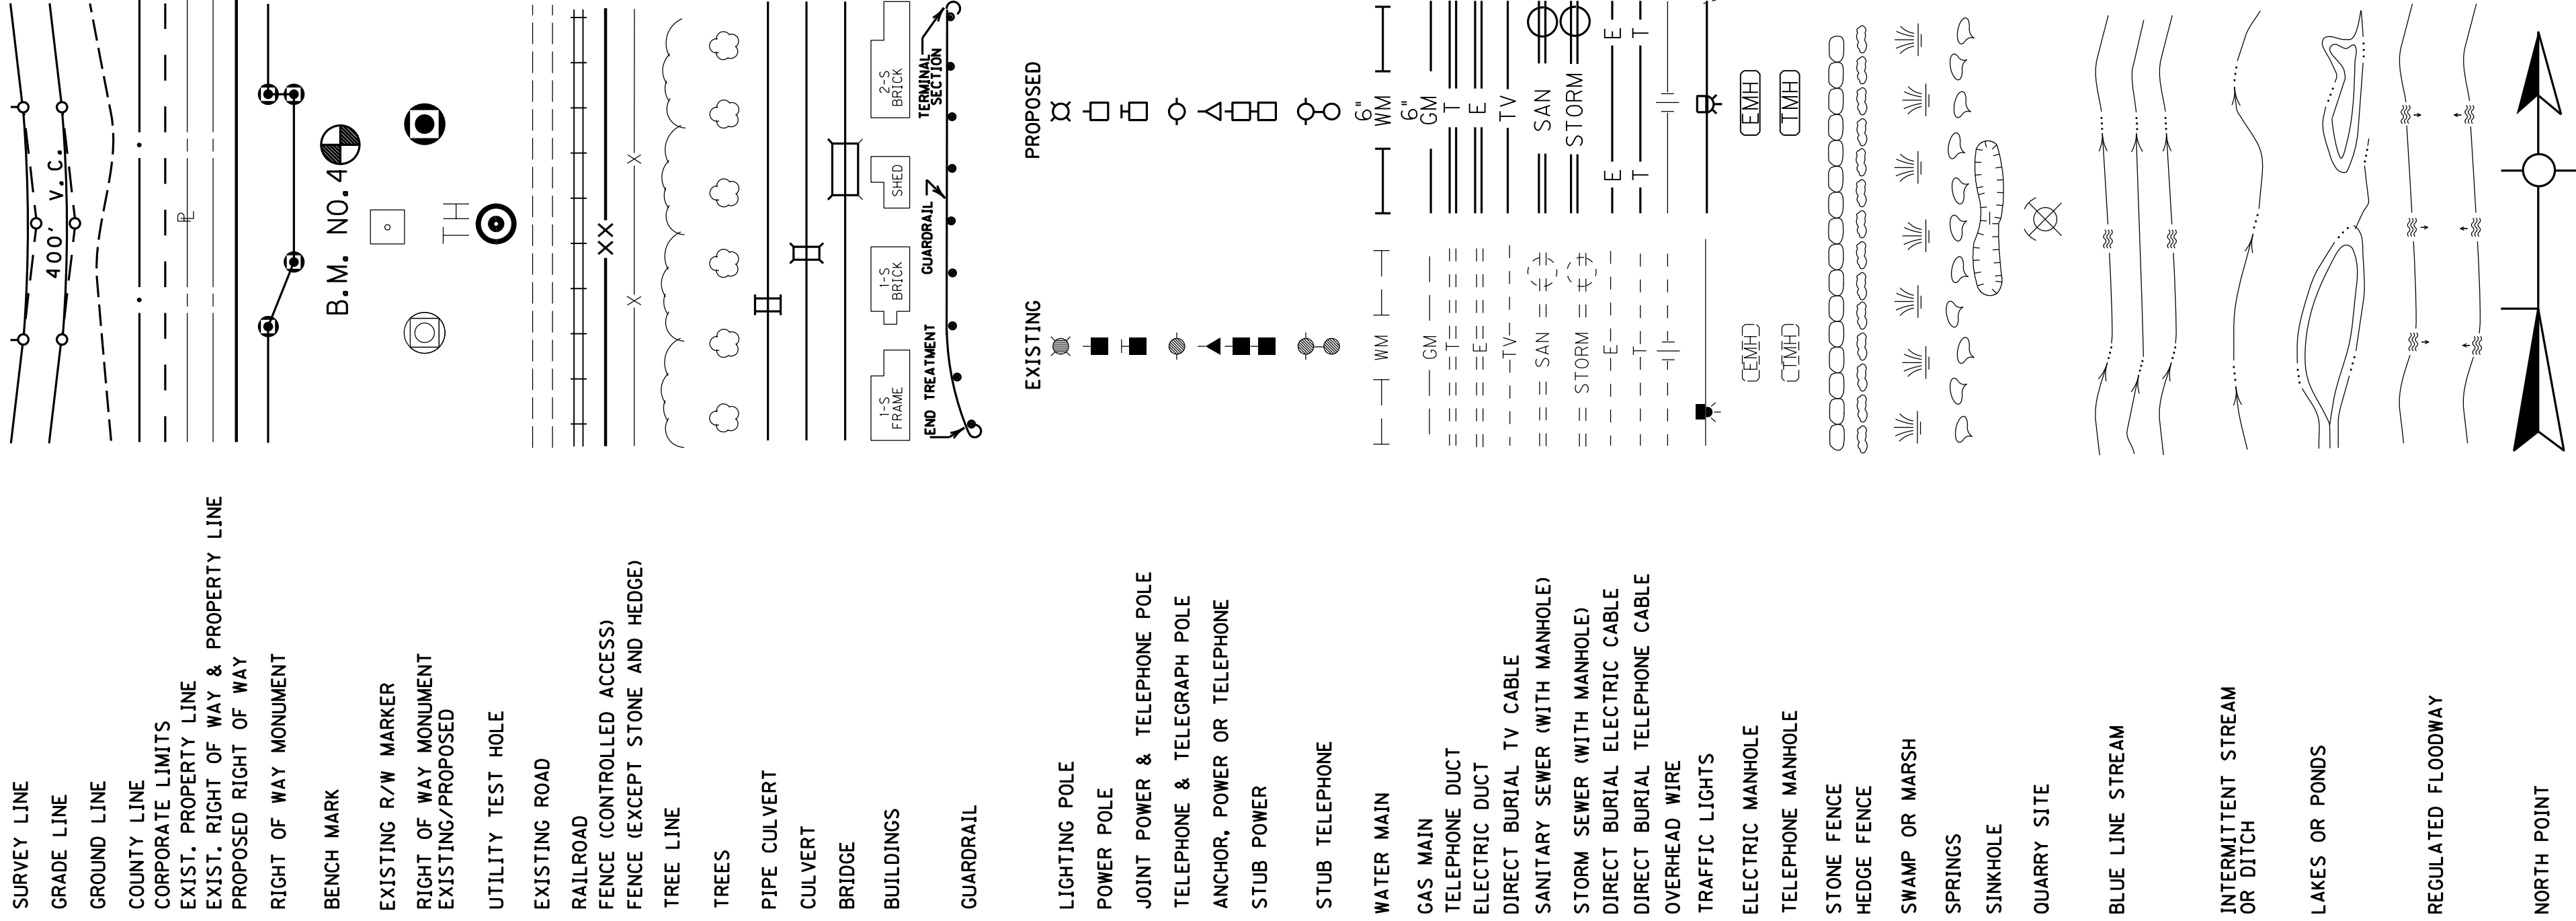 SURVEY LINE
400' V.C.
GRADE LINE
GROUND LINE
COUNTY LINE
CORPORATE LIMITS
EXIST. PROPERTY LINE
PL
EXIST. RIGHT OF WAY & PROPERTY LINE
PROPOSED RIGHT OF WAY
RIGHT OF WAY MONUMENT
BENCH MARK
B.M. NO. 4
EXISTING R/W MARKER
RIGHT OF WAY MONUMENT
EXISTING/PROPOSED
UTILITY TEST HOLE
TH
EXISTING ROAD
RAILROAD
FENCE (CONTROLLED ACCESS)
XX
FENCE (EXCEPT STONE AND HEDGE)
X X
TREE LINE
TREES
PIPE CULVERT
CULVERT
BRIDGE
BUILDINGS
1-S
FRAME
1-S
BRICK
SHED
2-S
BRICK
GUARDRAIL
END TREATMENT
GUARDRAIL
TERMINAL
SECTION
EXISTING PROPOSED
LIGHTING POLE
POWER POLE
JOINT POWER & TELEPHONE POLE
TELEPHONE & TELEGRAPH POLE
ANCHOR, POWER OR TELEPHONE
STUB POWER
STUB TELEPHONE
WATER MAIN WM 6" WM
GAS MAIN GM 6" GM
TELEPHONE DUCT T T
ELECTRIC DUCT E E
DIRECT BURIAL TV CABLE TV TV
SANITARY SEWER (WITH MANHOLE) SAN SAN
STORM SEWER (WITH MANHOLE) STORM STORM
DIRECT BURIAL ELECTRIC CABLE E E E
DIRECT BURIAL TELEPHONE CABLE T T T
OVERHEAD WIRE
TRAFFIC LIGHTS
ELECTRIC MANHOLE EMH EMH
TELEPHONE MANHOLE TMH TMH
STONE FENCE
HEDGE FENCE
SWAMP OR MARSH
SPRINGS
SINKHOLE
QUARRY SITE
BLUE LINE STREAM
INTERMITTENT STREAM
OR DITCH
LAKES OR PONDS
REGULATED FLOODWAY
NORTH POINT